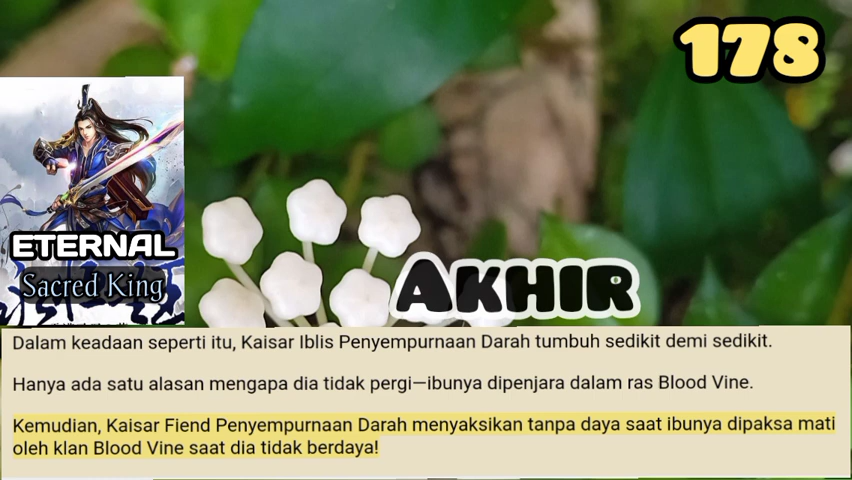 178
ETERNAL
Sacred King
AKHIR
Dalam keadaan seperti itu, Kaisar Iblis Penyempurnaan Darah tumbuh sedikit demi sedikit.
Hanya ada satu alasan mengapa dia tidak pergi—ibunya dipenjara dalam ras Blood Vine.
Kemudian, Kaisar Fiend Penyempurnaan Darah menyaksikan tanpa daya saat ibunya dipaksa mati
oleh klan Blood Vine saat dia tidak berdaya!